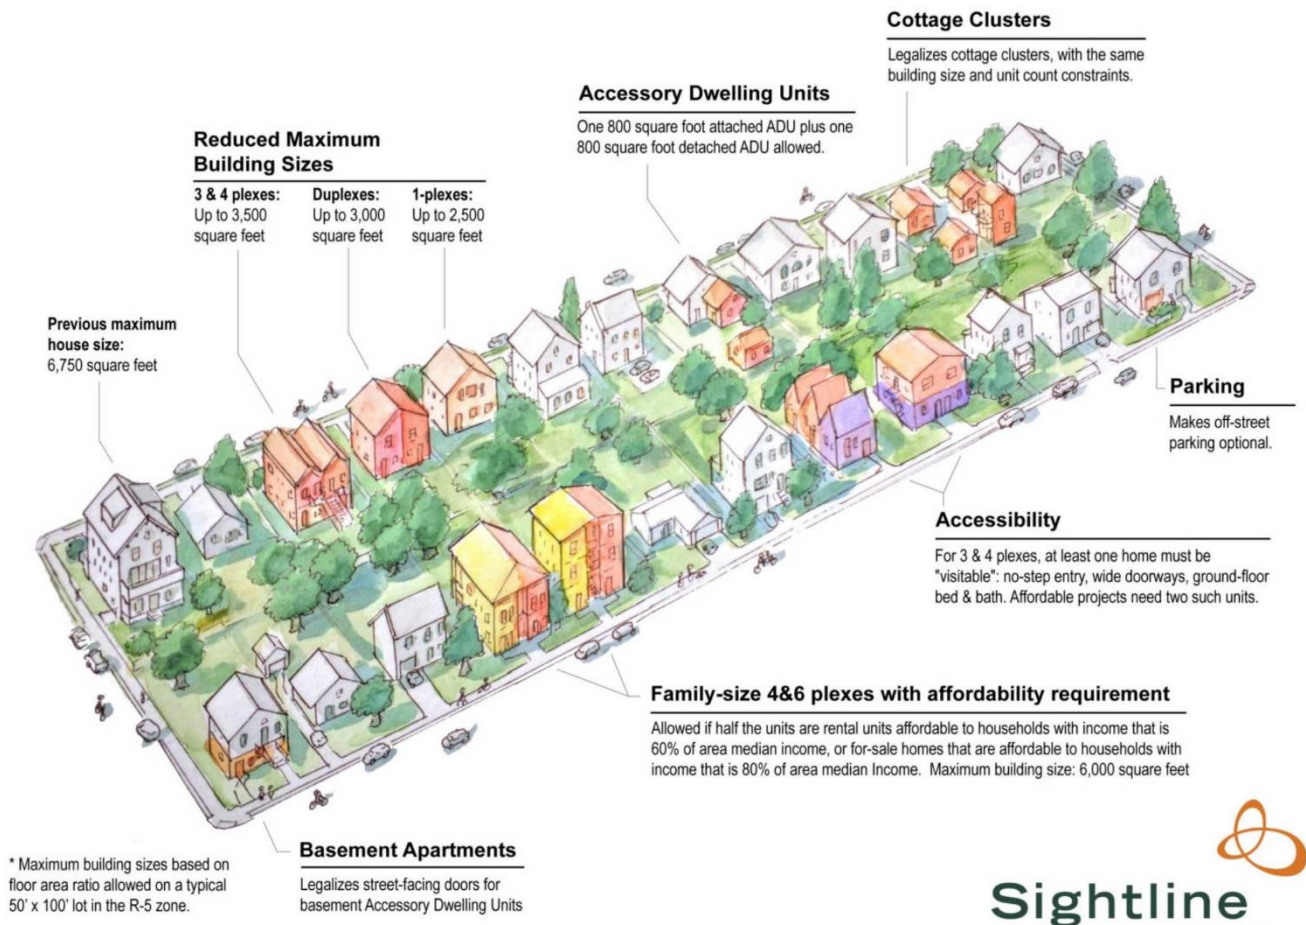 Cottage Clusters
Legalizes cottage clusters, with the same
building size and unit count constraints.
Accessory Dwelling Units
One 800 square foot attached ADU plus one
800 square foot detached ADU allowed.
Reduced Maximum
Building Sizes
3 & 4 plexes:
Up to 3,500
square feet
Duplexes:
Up to 3,000
square feet
1-plexes:
Up to 2,500
square feet
Previous maximum
house size:
6,750 square feet
Parking
Makes off-street
parking optional.
Accessibility
For 3 & 4 plexes, at least one home must be
"visitable": no-step entry, wide doorways, ground-floor
bed & bath. Affordable projects need two such units.
Family-size 4&6 plexes with affordability requirement
Allowed if half the units are rental units affordable to households with income that is
60% of area median income, or for-sale homes that are affordable to households with
income that is 80% of area median Income. Maximum building size: 6,000 square feet
Basement Apartments
Legalizes street-facing doors for
basement Accessory Dwelling Units
* Maximum building sizes based on
floor area ratio allowed on a typical
50' x 100' lot in the R-5 zone.
Sightline